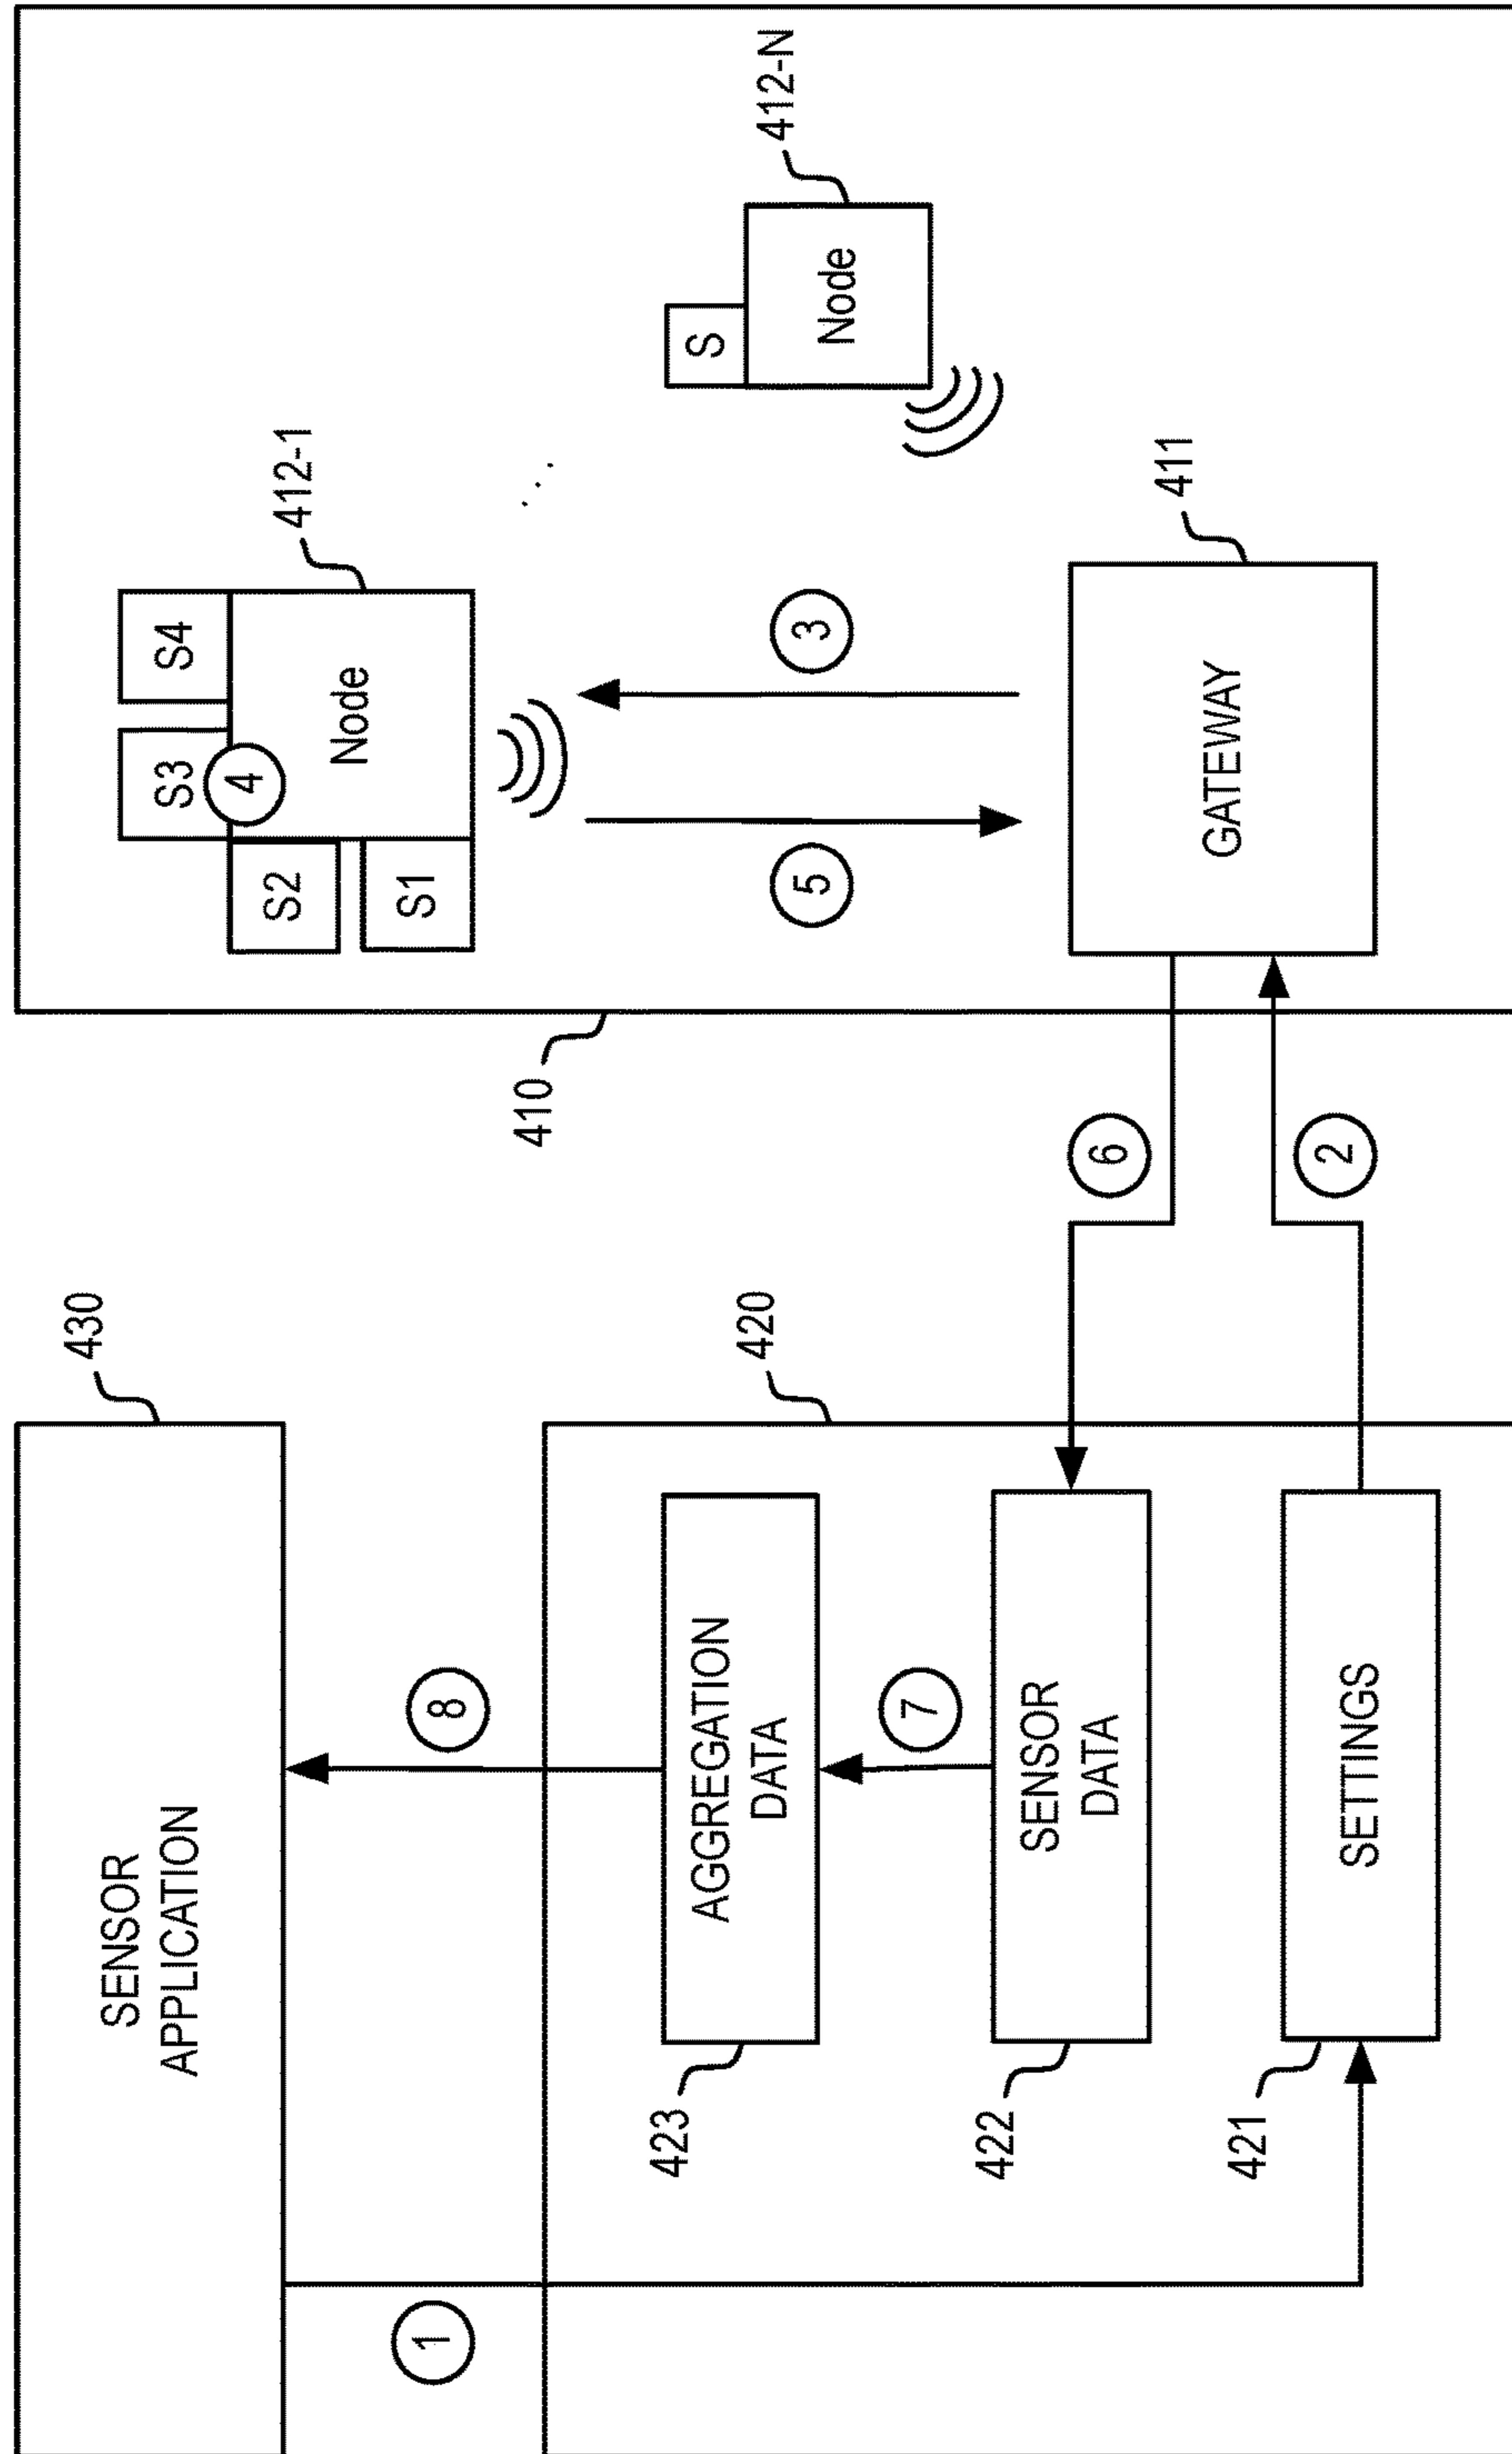 SENSOR
APPLICATION
430
1
8
420
AGGREGATION
DATA
423
7
SENSOR
DATA
422
SETTINGS
421
6
2
410
S2
S1
S3
S4
4
Node
412-1
. . .
S
Node
412-N
5
3
GATEWAY
411